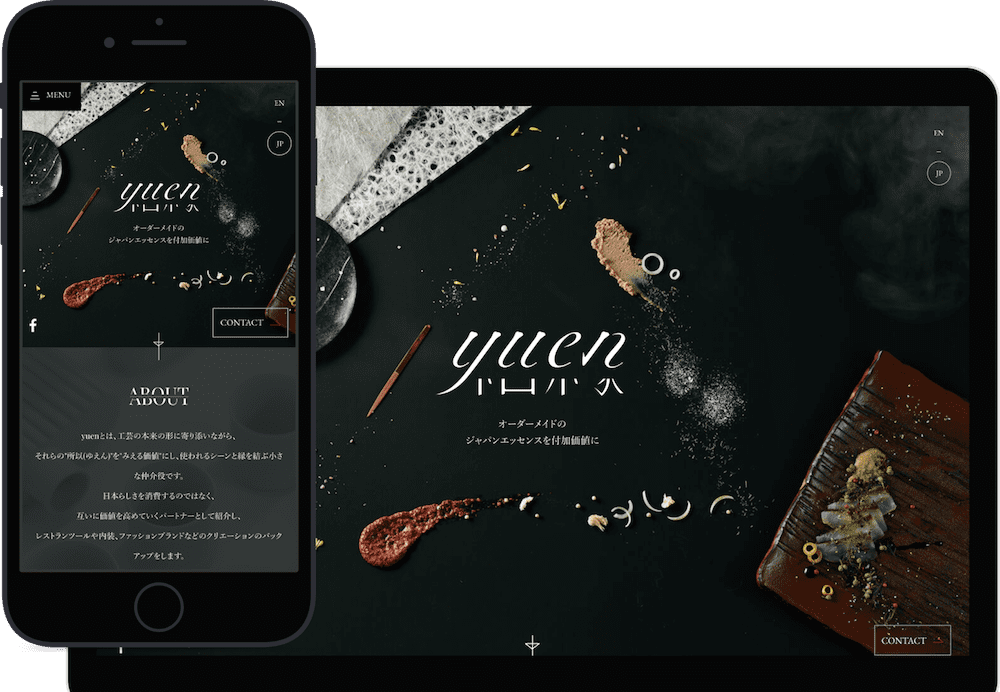 MENU
EN
JP
yuen
オーダーメイドの
ジャパンエッセンスを付加価値に
f
CONTACT
ABOUT
yuenとは、工芸の本来の形に寄り添いながら、
それらの"所以(ゆえん)"を"みえる価値"にし、使われるシーンと縁を結ぶ小さ
な仲介役です。
日本らしさを消費するのではなく、
互いに価値を高めていくパートナーとして紹介し、
レストランツールや内装、ファッションブランドなどのクリエーションのバック
アップをします。
EN
JP
yuen
オーダーメイドの
ジャパンエッセンスを付加価値に
CONTACT